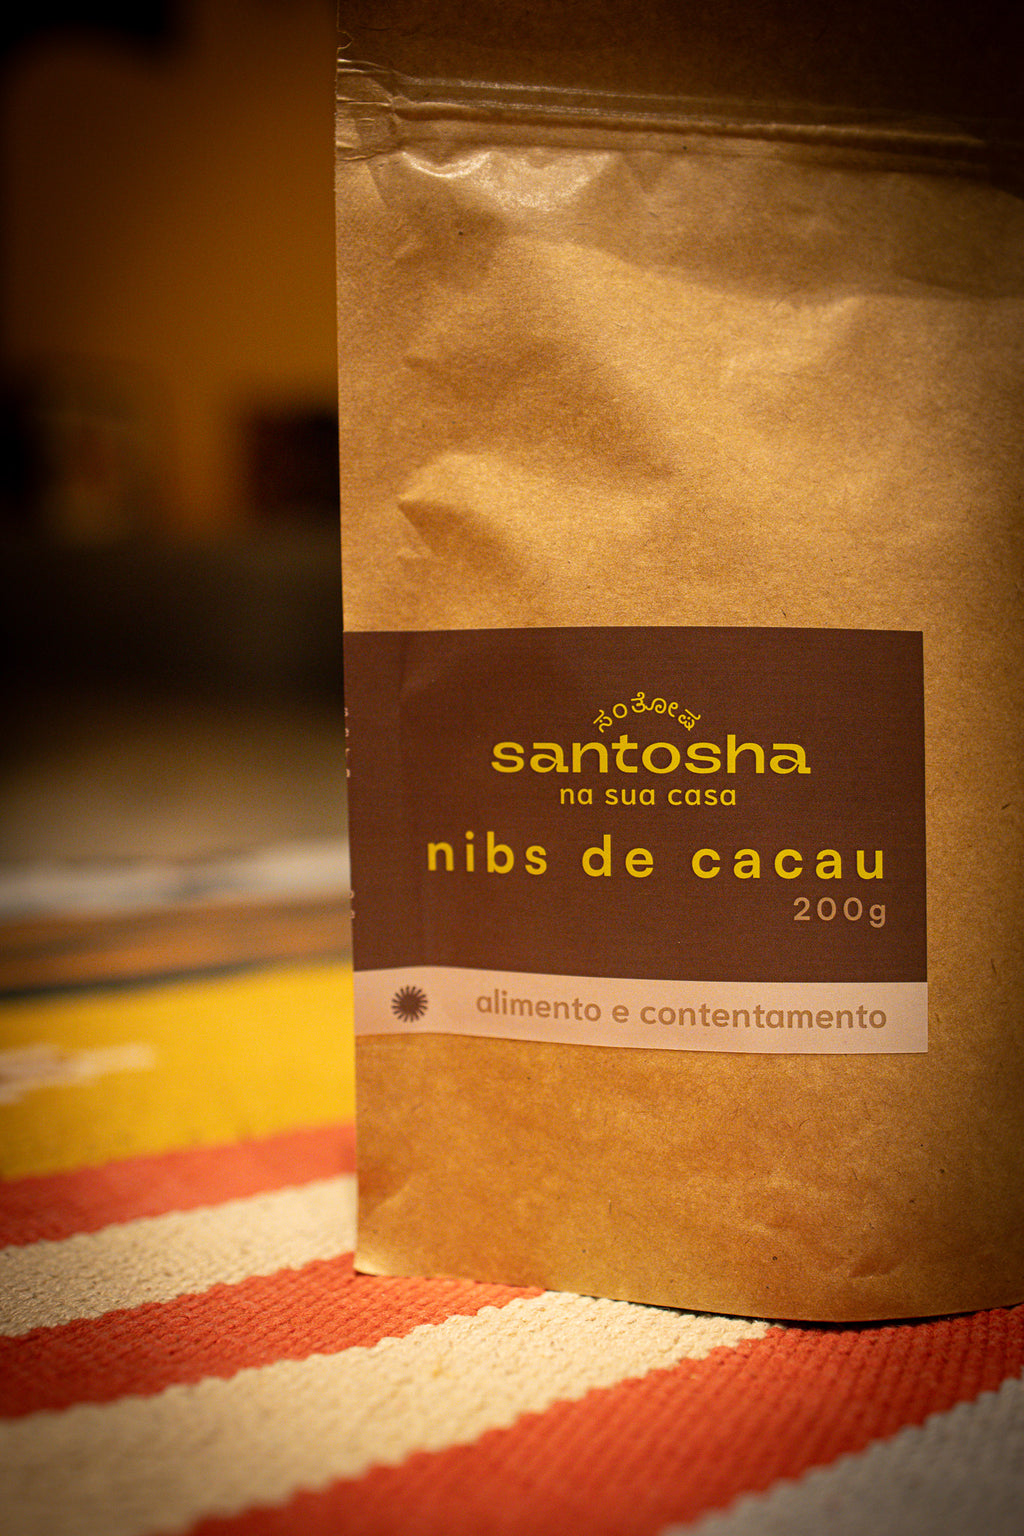 ಸಂತೋಷ
santosha
na sua casa
nibs de cacau
200g
alimento e contentamento